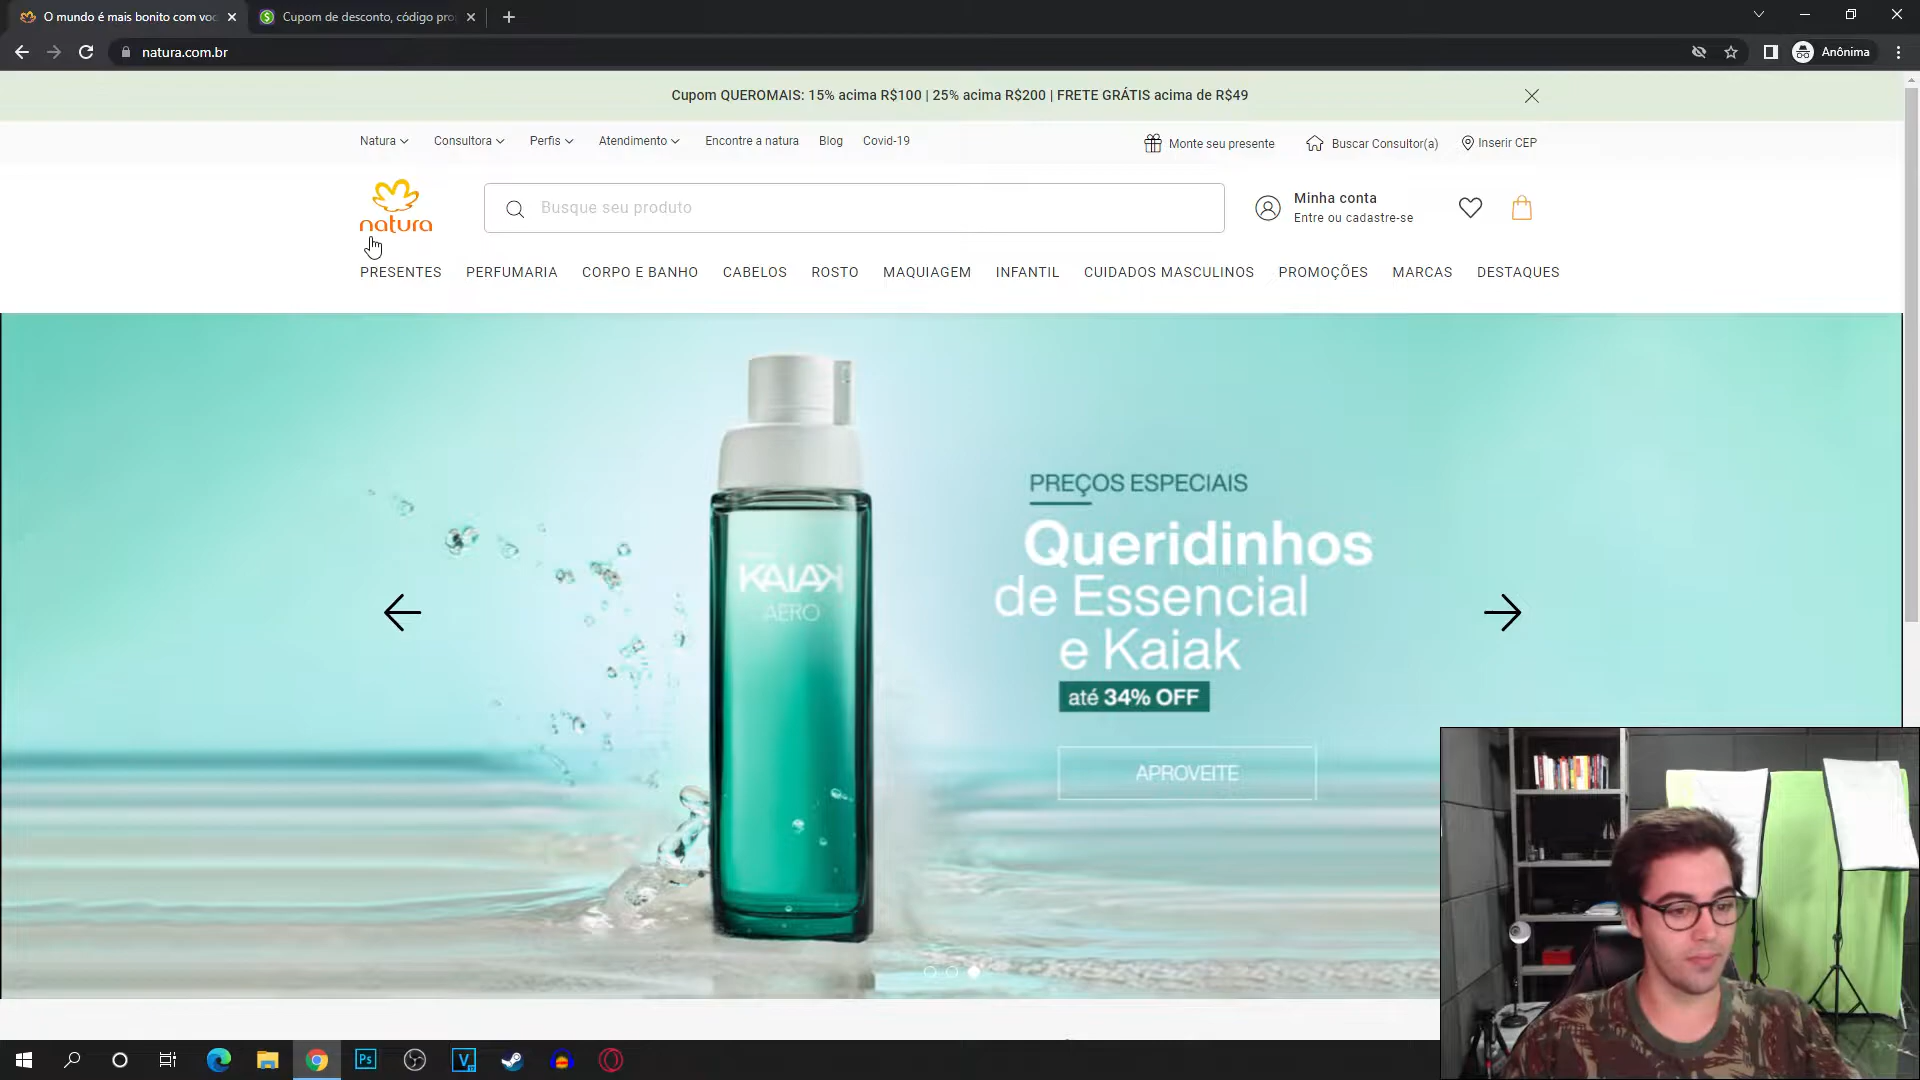 O mundo é mais bonito com voc
Cupom de desconto, código pro
natura.com.br
Anônima
Cupom QUEROMAIS: 15% acima R$100 | 25% acima R$200 | FRETE GRÁTIS acima de R$49
Natura
Consultora
Perfis
Atendimento
Encontre a natura
Blog
Covid-19
Monte seu presente
Buscar Consultor(a)
Inserir CEP
natura
Busque seu produto
Minha conta
Entre ou cadastre-se
PRESENTES
PERFUMARIA
CORPO E BANHO
CABELOS
ROSTO
MAQUIAGEM
INFANTIL
CUIDADOS MASCULINOS
PROMOÇÕES
MARCAS
DESTAQUES
KAIAK
AERO
PREÇOS ESPECIAIS
Queridinhos
de Essencial
e Kaiak
até 34% OFF
APROVEITE
Ps
V